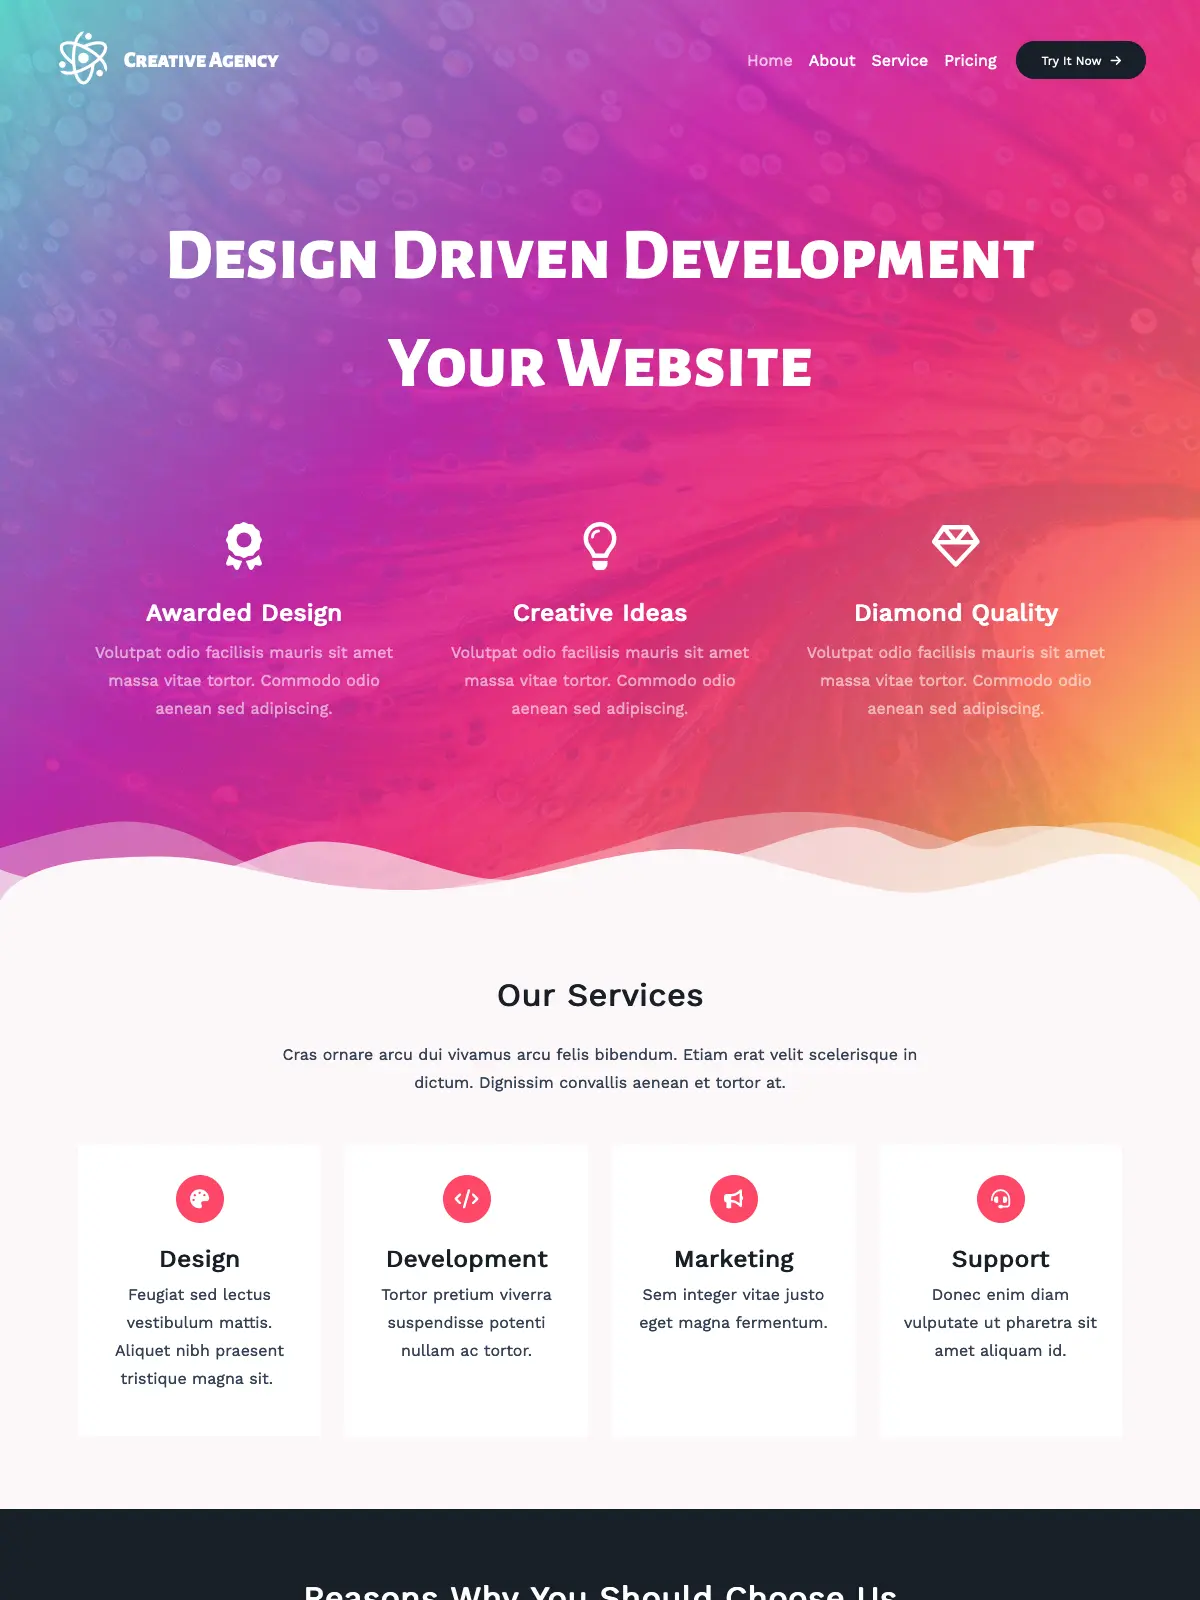 Creative Agency
Home About Service Pricing Try It Now
Design Driven Development
Your Website
Awarded Design
Volutpat odio facilisis mauris sit amet
massa vitae tortor. Commodo odio
aenean sed adipiscing.
Creative Ideas
Volutpat odio facilisis mauris sit amet
massa vitae tortor. Commodo odio
aenean sed adipiscing.
Diamond Quality
Volutpat odio facilisis mauris sit amet
massa vitae tortor. Commodo odio
aenean sed adipiscing.
Our Services
Cras ornare arcu dui vivamus arcu felis bibendum. Etiam erat velit scelerisque in
dictum. Dignissim convallis aenean et tortor at.
Design
Feugiat sed lectus
vestibulum mattis.
Aliquet nibh praesent
tristique magna sit.
Development
Tortor pretium viverra
suspendisse potenti
nullam ac tortor.
Marketing
Sem integer vitae justo
eget magna fermentum.
Support
Donec enim diam
vulputate ut pharetra sit
amet aliquam id.
Reasons Why You Should Choose Us